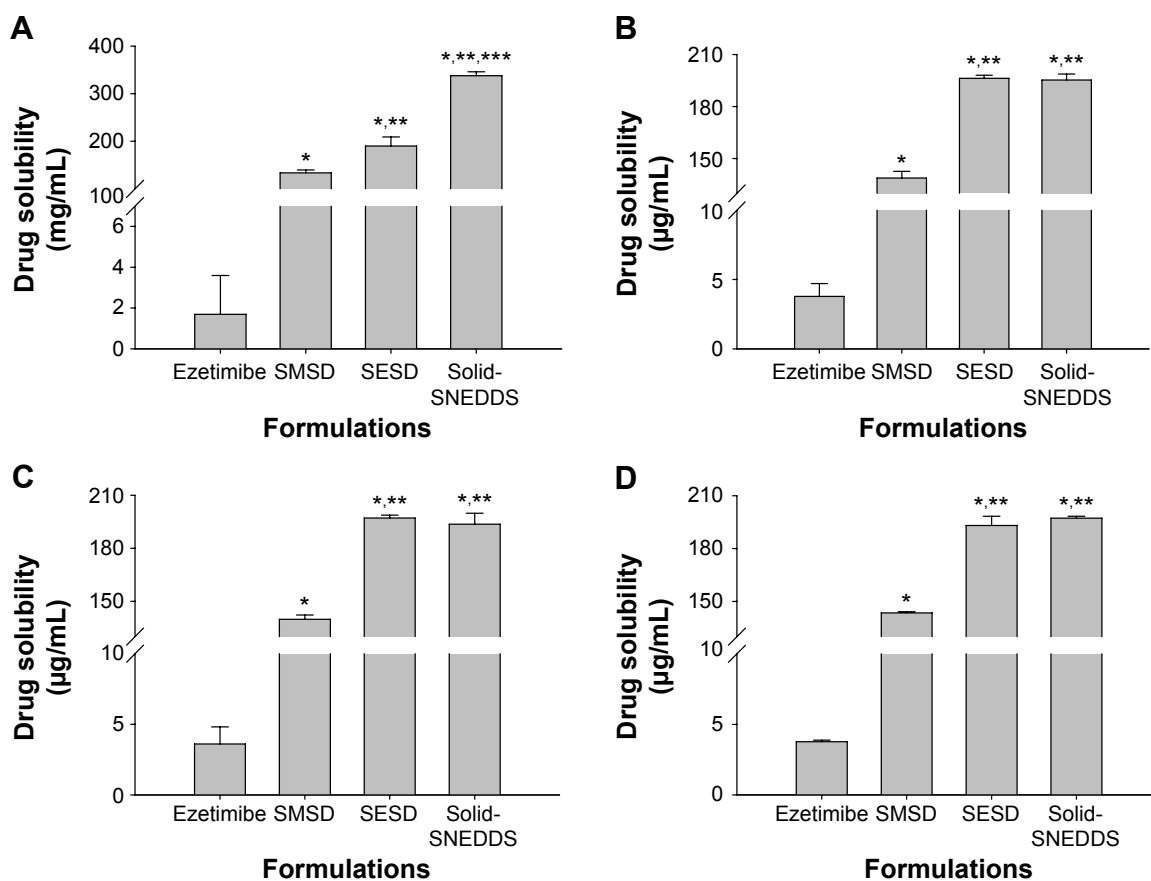 A
Drug solubility
(mg/mL)
400
300
200
100
6
4
2
0
*
*,**
*,**,***
Ezetimibe SMSD SESD Solid-
SNEDDS
Formulations
B
Drug solubility
(µg/mL)
210
180
150
10
5
0
*
*,**
*,**
Ezetimibe SMSD SESD Solid-
SNEDDS
Formulations
C
Drug solubility
(µg/mL)
210
180
150
10
5
0
*
*,**
*,**
Ezetimibe SMSD SESD Solid-
SNEDDS
Formulations
D
Drug solubility
(µg/mL)
210
180
150
10
5
0
*
*,**
*,**
Ezetimibe SMSD SESD Solid-
SNEDDS
Formulations